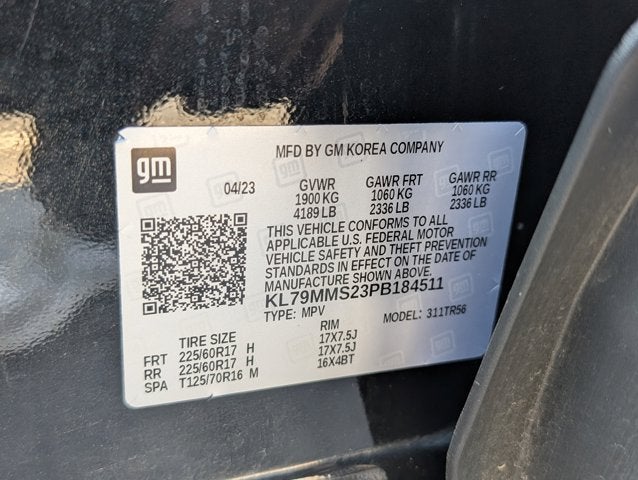 gm
MFD BY GM KOREA COMPANY
04/23 GVWR GAWR FRT GAWR RR
1900 KG 1060 KG 1060 KG
4189 LB 2336 LB 2336 LB
THIS VEHICLE CONFORMS TO ALL
APPLICABLE U.S. FEDERAL MOTOR
VEHICLE SAFETY AND THEFT PREVENTION
STANDARDS IN EFFECT ON THE DATE OF
MANUFACTURE SHOWN ABOVE.
KL79MMS23PB184511
TYPE: MPV MODEL: 311TR56
TIRE SIZE RIM
FRT 225/60R17 H 17X7.5J
RR 225/60R17 H 17X7.5J
SPA T125/70R16 M 16X4BT